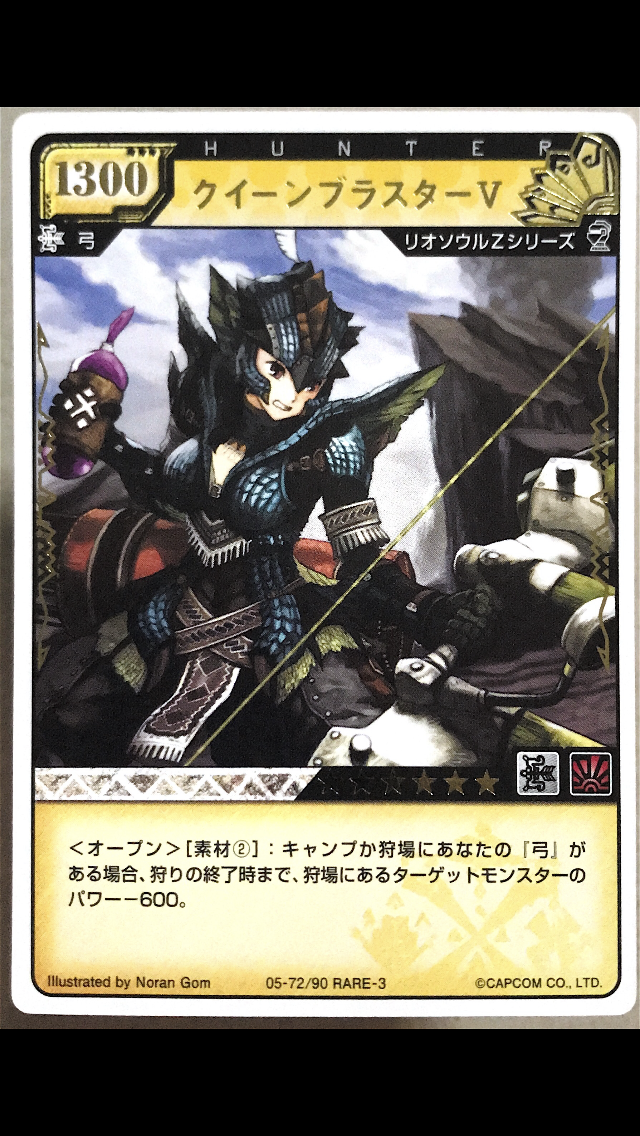 HUNTER
1300
クイーンブラスターV
弓
リオソウルZシリーズ
<オープン>[素材②]：キャンプか狩場にあなたの『弓』が
ある場合、狩りの終了時まで、狩場にあるターゲットモンスターの
パワー－600。
Illustrated by Noran Gom
05-72/90 RARE-3
©CAPCOM CO., LTD.